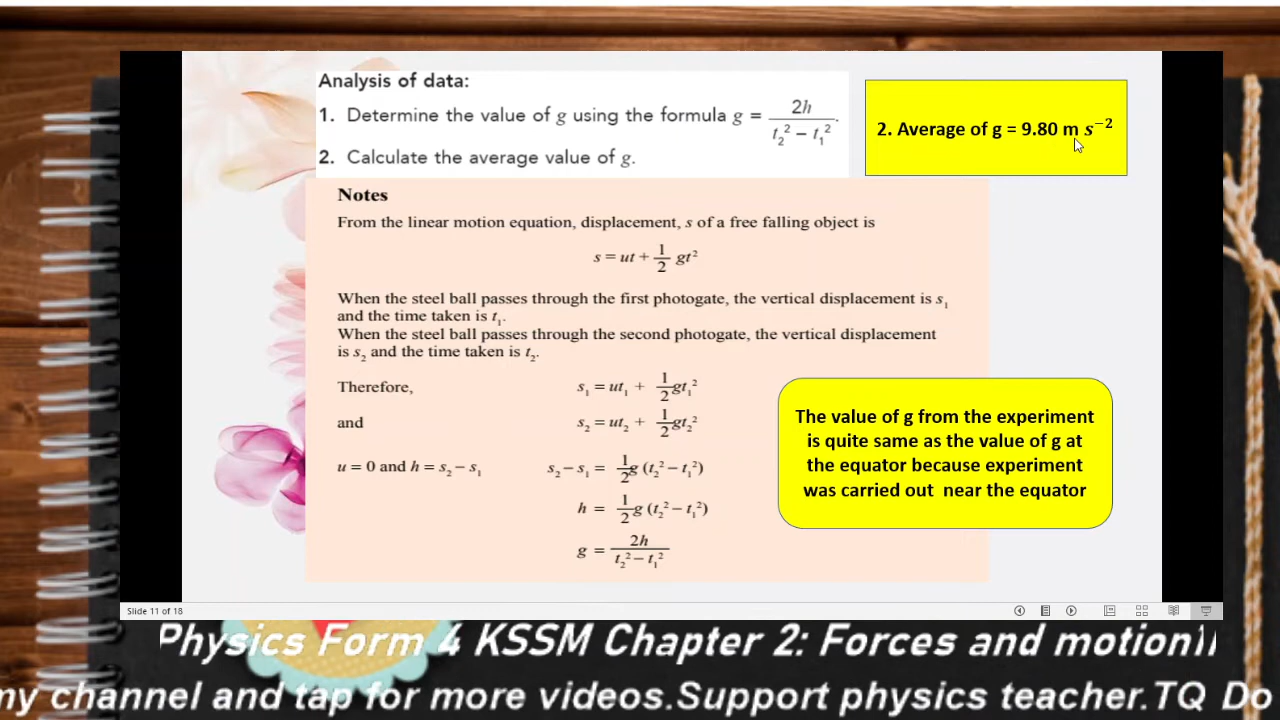 Analysis of data:
1. Determine the value of g using the formula g = 2h / t₂² − t₁².
2. Calculate the average value of g.
2. Average of g = 9.80 m s⁻²
Notes
From the linear motion equation, displacement, s of a free falling object is
s = ut + 1/2 gt²
When the steel ball passes through the first photogate, the vertical displacement is s₁
and the time taken is t₁.
When the steel ball passes through the second photogate, the vertical displacement
is s₂ and the time taken is t₂.
Therefore, s₁ = ut₁ + 1/2 gt₁²
and s₂ = ut₂ + 1/2 gt₂²
u = 0 and h = s₂ − s₁ s₂ − s₁ = 1/2 g (t₂² − t₁²)
h = 1/2 g (t₂² − t₁²)
g = 2h / t₂² − t₁²
The value of g from the experiment
is quite same as the value of g at
the equator because experiment
was carried out near the equator
Slide 11 of 18
Physics Form 4 KSSM Chapter 2: Forces and motion
my channel and tap for more videos.Support physics teacher.TQ Do